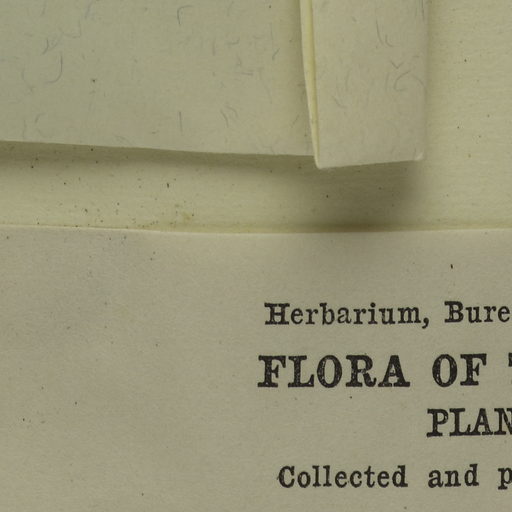 Herbarium, Bure
FLORA OF
PLAN
Collected and p